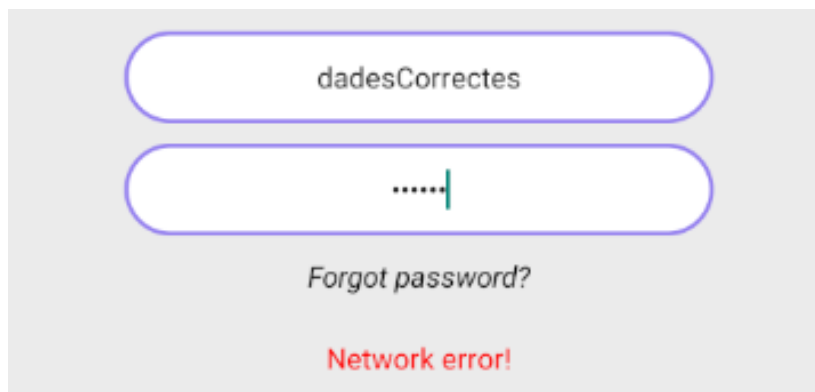 dadesCorrectes
••••••
Forgot password?
Network error!